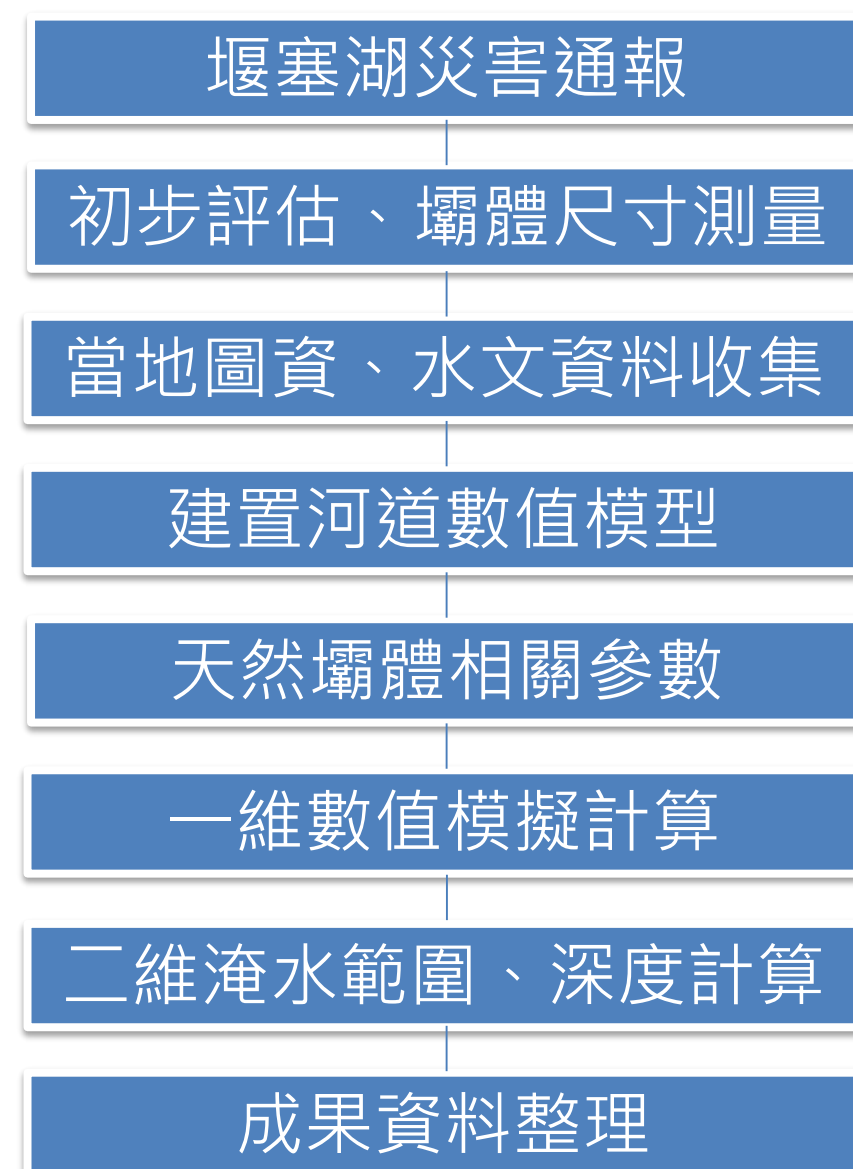 堰塞湖災害通報
初步評估、壩體尺寸測量
當地圖資、水文資料收集
建置河道數值模型
天然壩體相關參數
一維數值模擬計算
二維淹水範圍、深度計算
成果資料整理